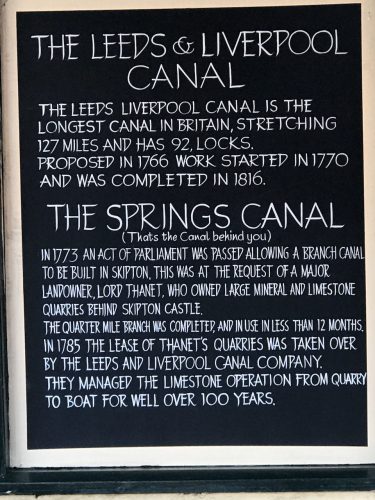 THE LEEDS & LIVERPOOL
CANAL
THE LEEDS LIVERPOOL CANAL IS THE
LONGEST CANAL IN BRITAIN, STRETCHING
127 MILES AND HAS 92, LOCKS.
PROPOSED IN 1766 WORK STARTED IN 1770
AND WAS COMPLETED IN 1816.
THE SPRINGS CANAL
(Thats the Canal behind you)
IN 1773 AN ACT OF PARLIAMENT WAS PASSED ALLOWING A BRANCH CANAL
TO BE BUILT IN SKIPTON, THIS WAS AT THE REQUEST OF A MAJOR
LANDOWNER, LORD THANET, WHO OWNED LARGE MINERAL AND LIMESTONE
QUARRIES BEHIND SKIPTON CASTLE.
THE QUARTER MILE BRANCH WAS COMPLETED, AND IN USE IN LESS THAN 12 MONTHS.
IN 1785 THE LEASE OF THANET'S QUARRIES WAS TAKEN OVER
BY THE LEEDS AND LIVERPOOL CANAL COMPANY.
THEY MANAGED THE LIMESTONE OPERATION FROM QUARRY
TO BOAT FOR WELL OVER 100 YEARS.